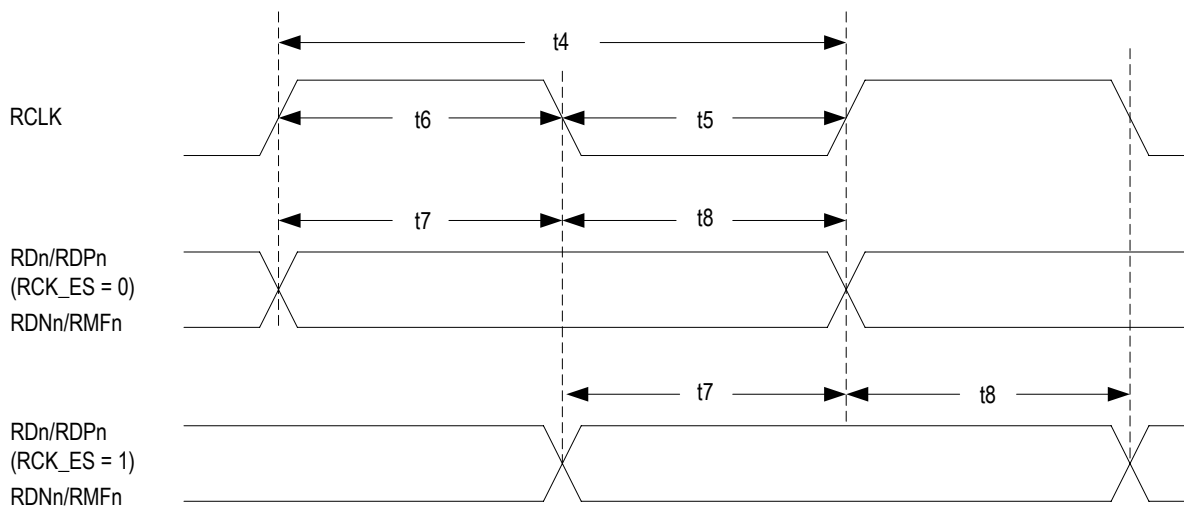 t4
RCLK
t6 t5
t7 t8
RDn/RDPn
(RCK_ES = 0)
RDNn/RMFn
t7 t8
RDn/RDPn
(RCK_ES = 1)
RDNn/RMFn